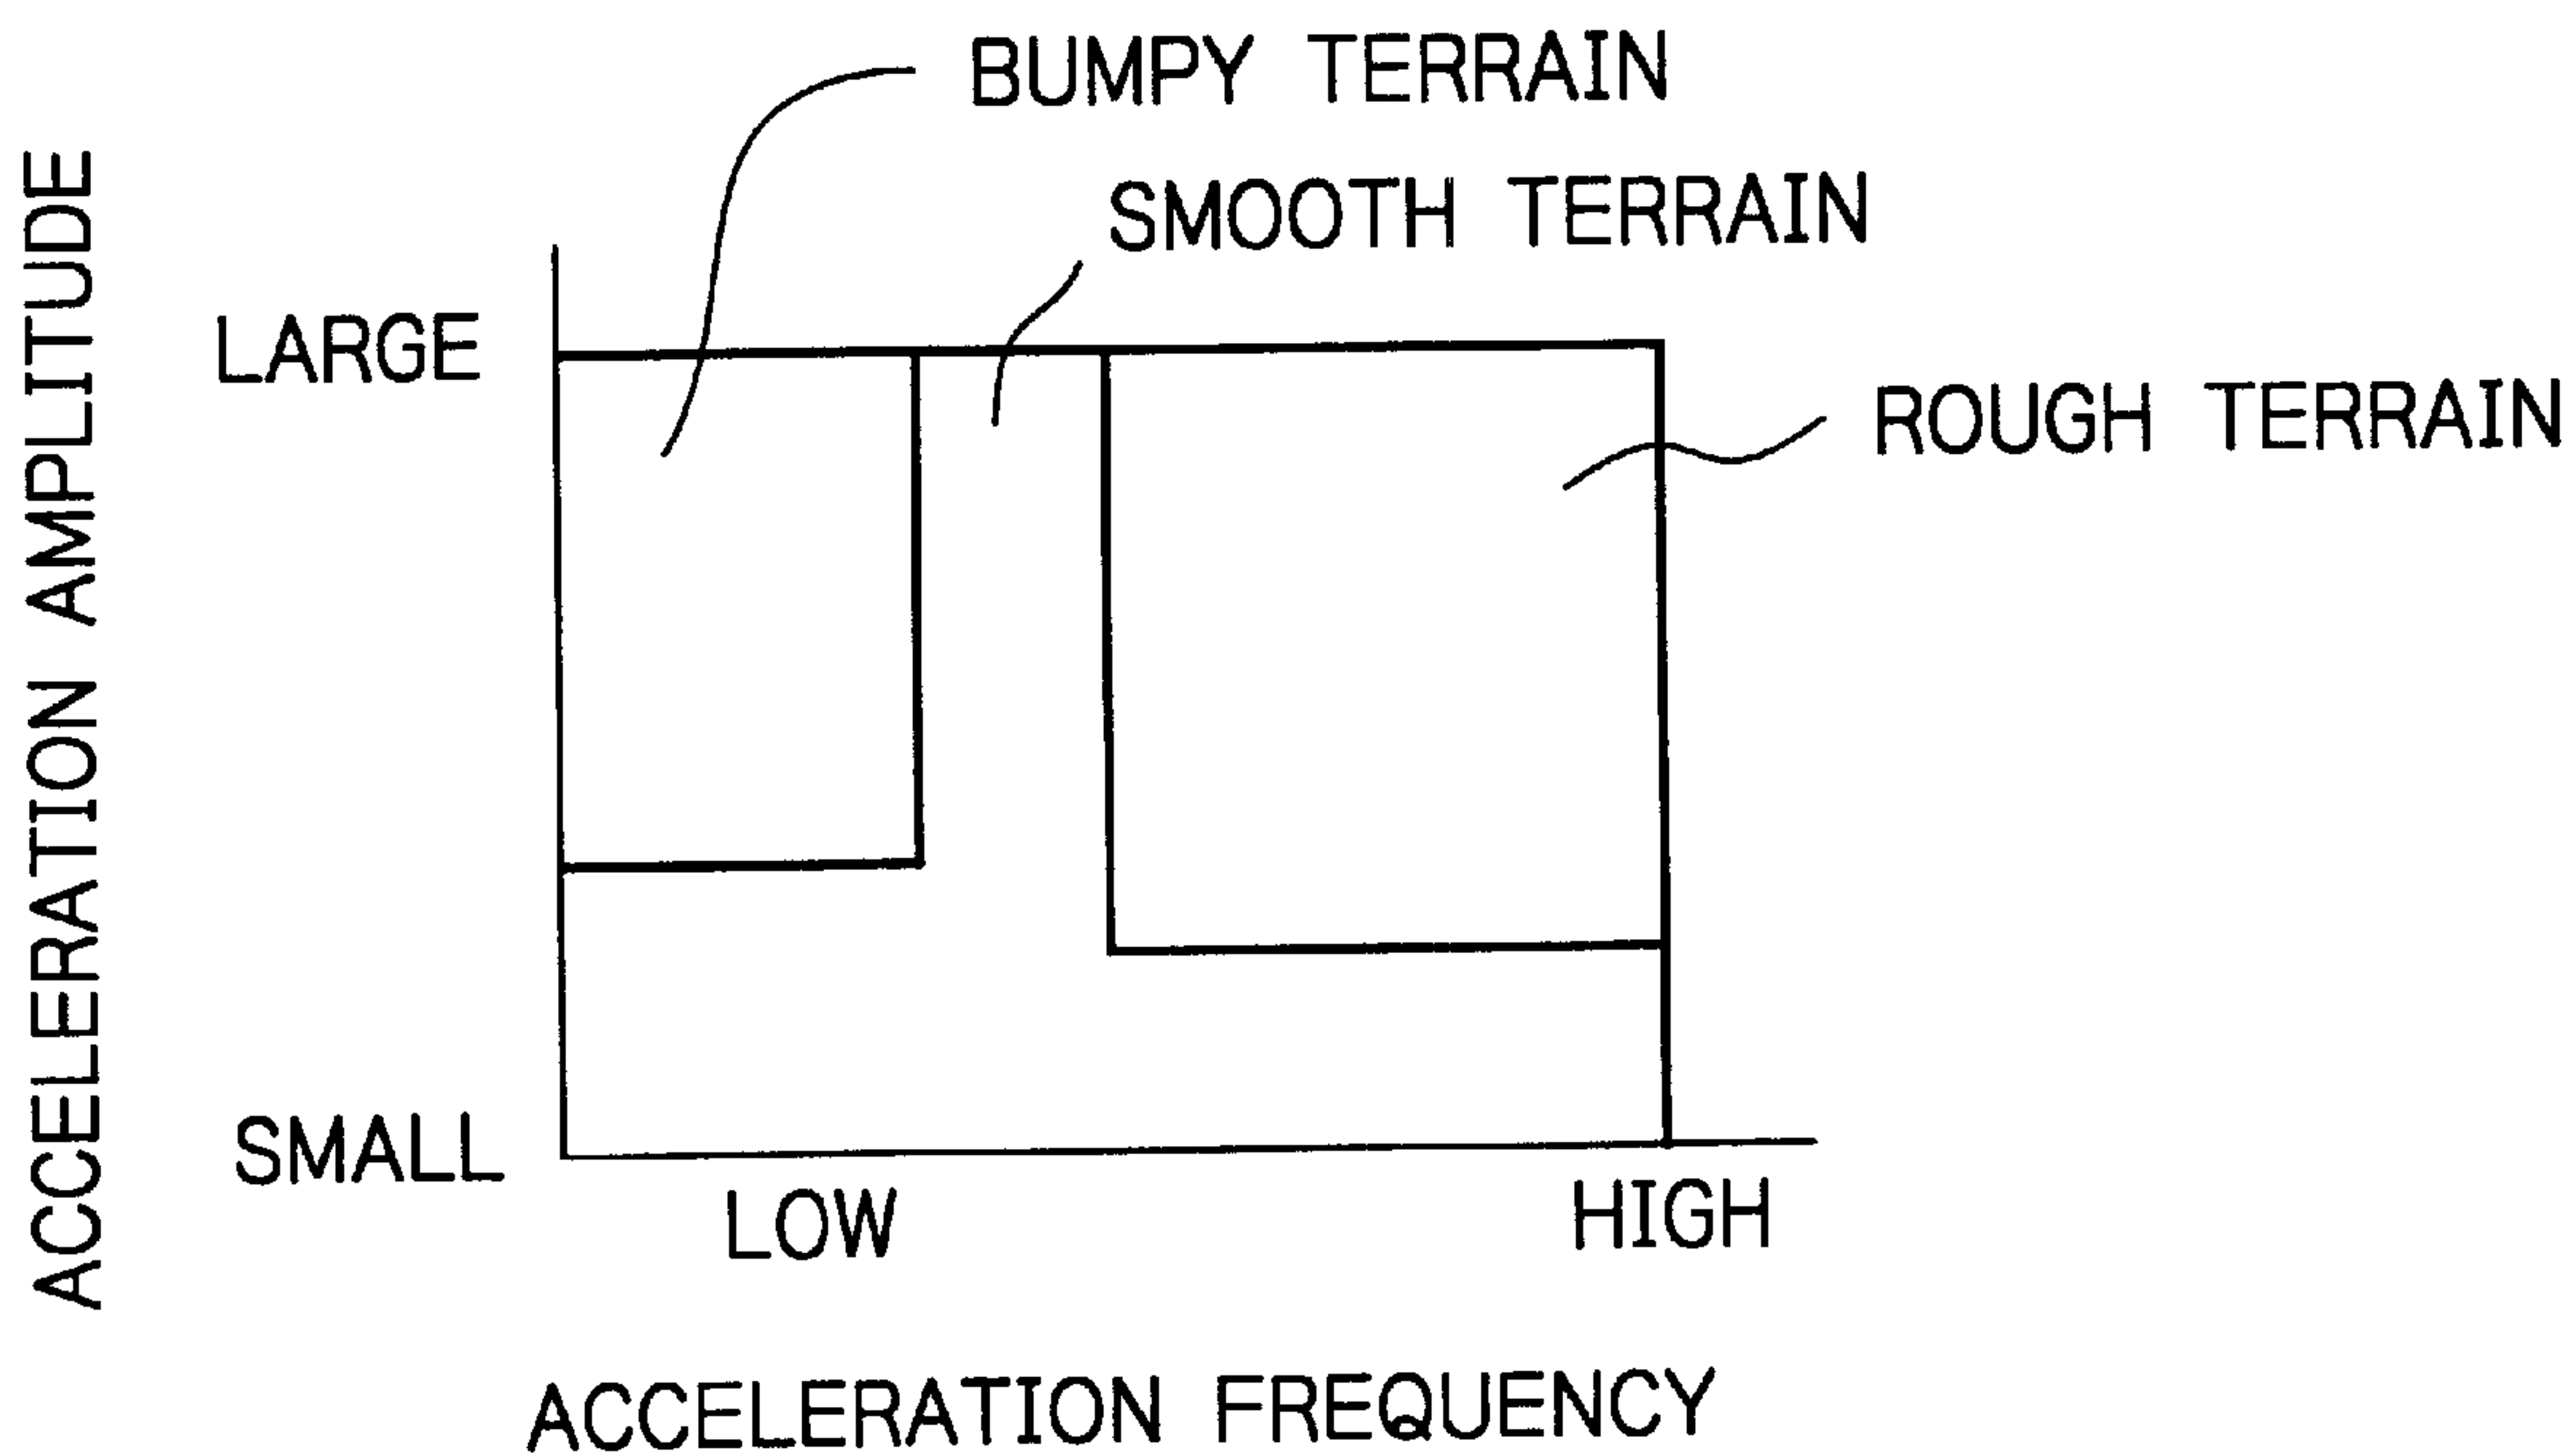 BUMPY TERRAIN
SMOOTH TERRAIN
LARGE
ROUGH TERRAIN
ACCELERATION AMPLITUDE
SMALL
LOW
HIGH
ACCELERATION FREQUENCY